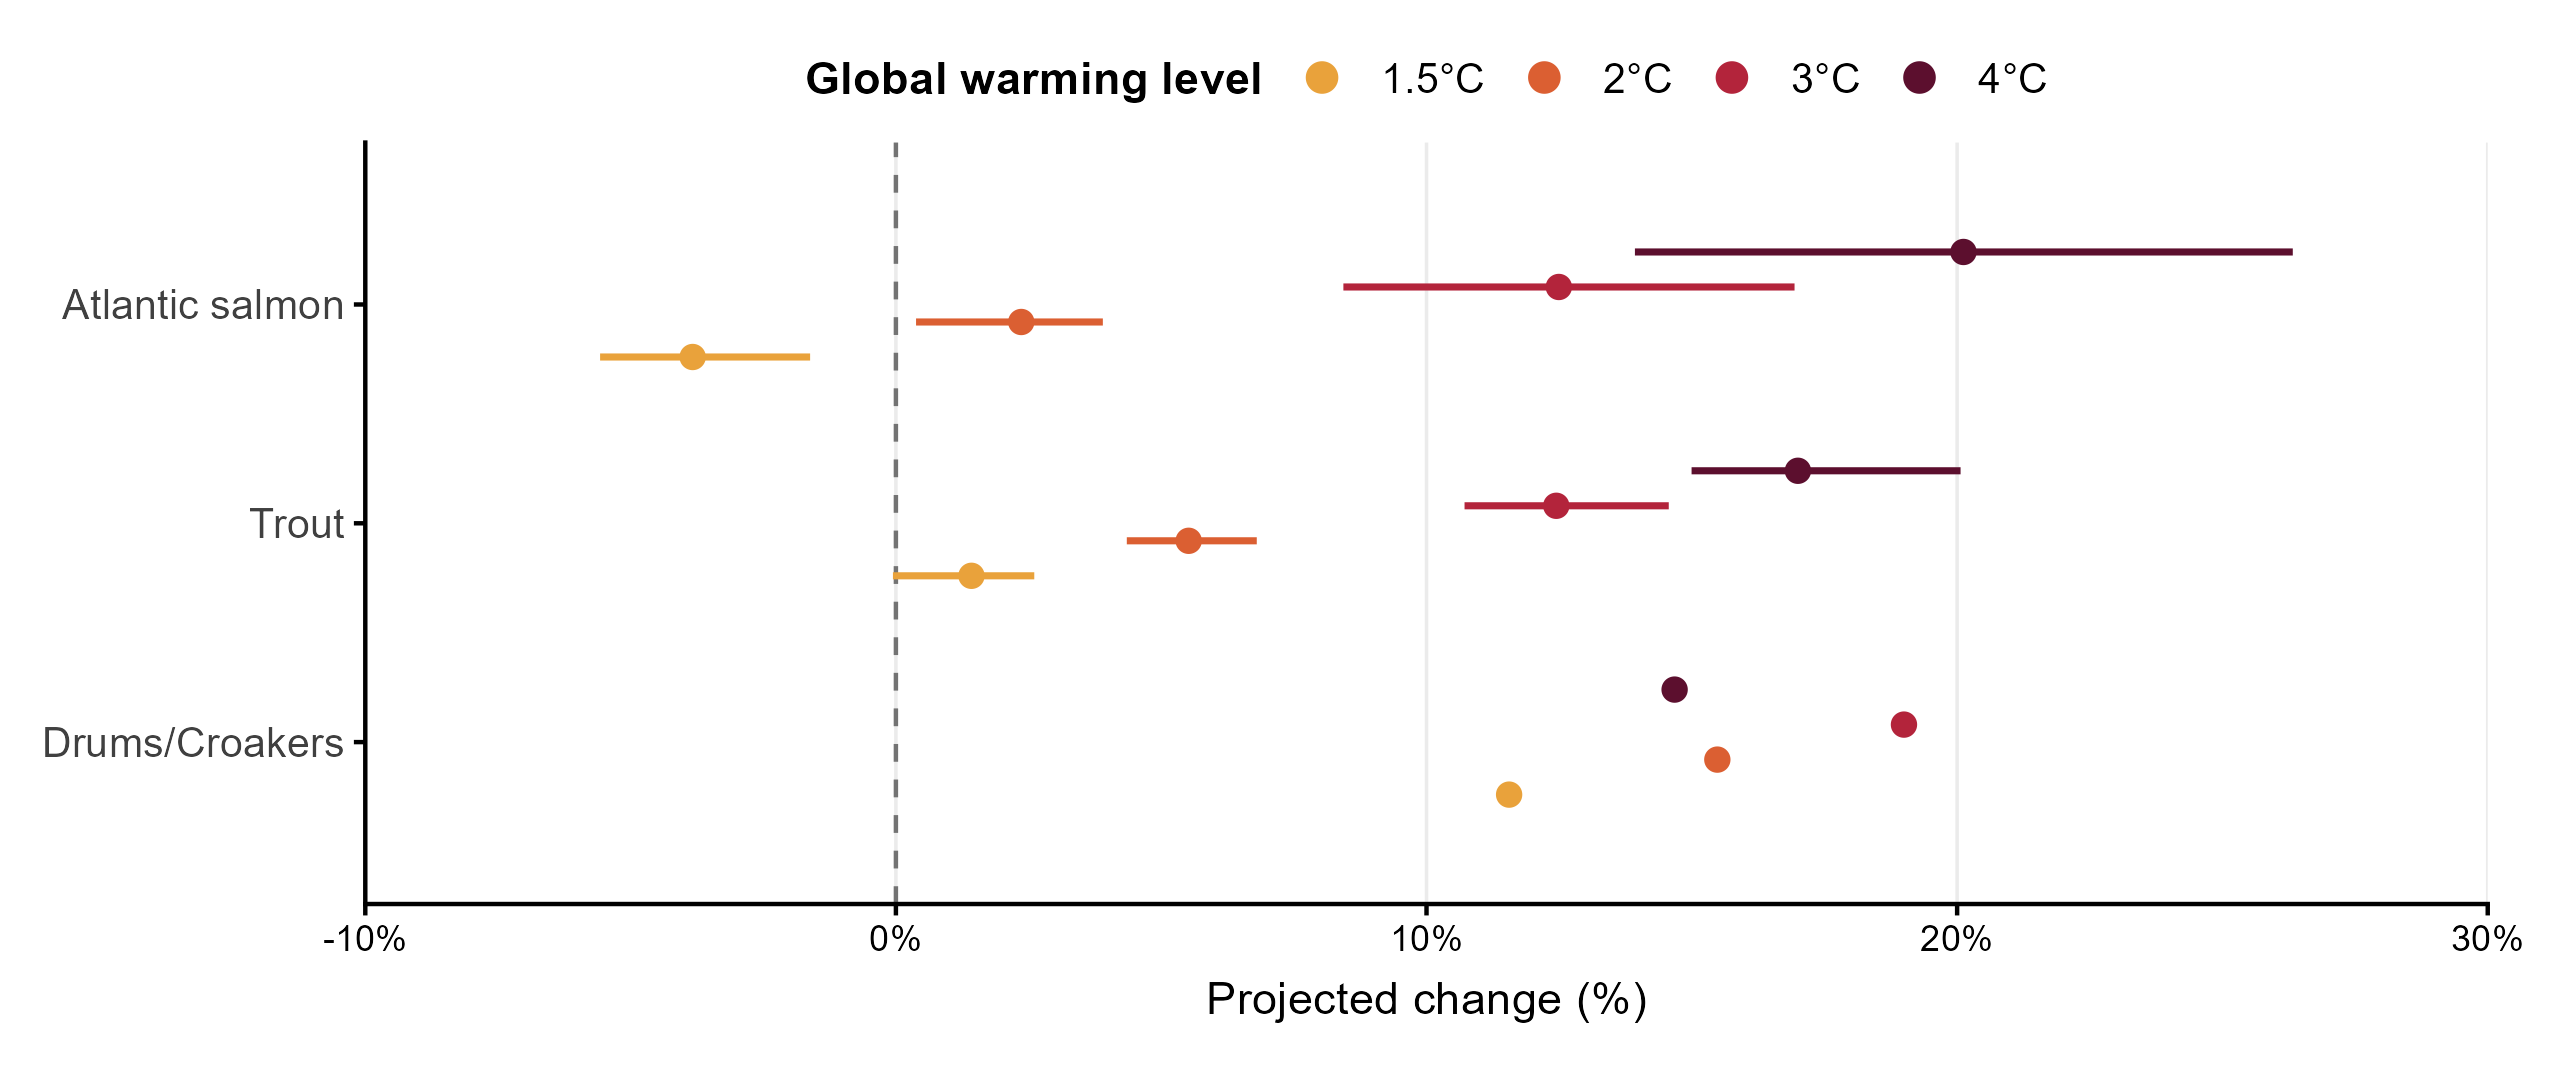 Global warming level 1.5°C 2°C 3°C 4°C
Atlantic salmon
Trout
Drums/Croakers
-10% 0% 10% 20% 30%
Projected change (%)